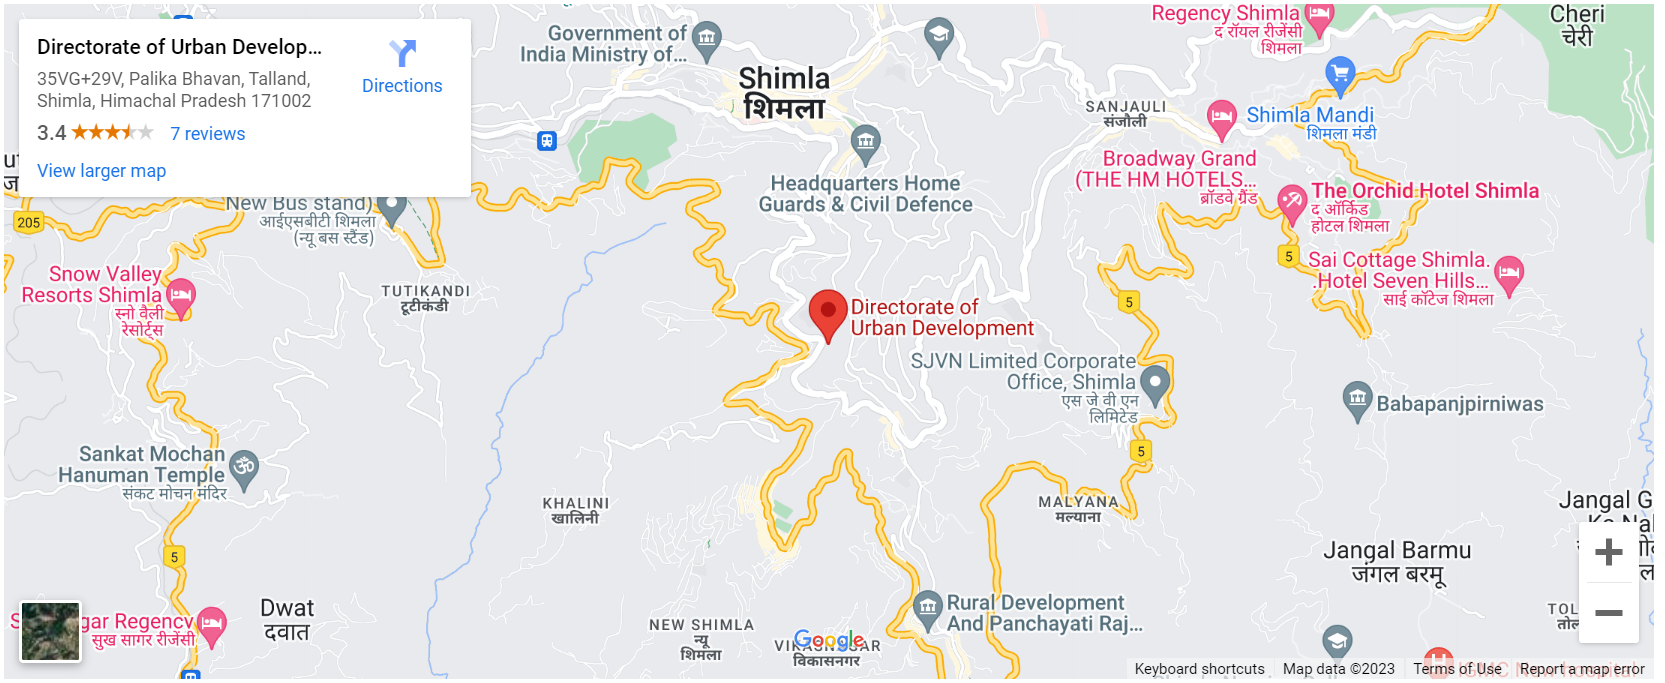 Directorate of Urban Develop...
35VG+29V, Palika Bhavan, Talland,
Shimla, Himachal Pradesh 171002
3.4
7 reviews
View larger map
Directions
Government of
India Ministry of...
Shimla
शिमला
Regency Shimla
द रॉयल रीजेंसी
शिमला
Cheri
चेरी
SANJAULI
संजौली
Shimla Mandi
शिमला मंडी
Broadway Grand
(THE HM HOTELS...
ब्रॉडवे ग्रैंड
The Orchid Hotel Shimla
द ऑर्किड
होटल शिमला
Headquarters Home
Guards & Civil Defence
205
New Bus stand)
आईएसबीटी शिमला
(न्यू बस स्टैंड)
5
Sai Cottage Shimla.
.Hotel Seven Hills...
साई कॉटेज शिमला
Snow Valley
Resorts Shimla
स्नो वैली
रेसोर्ट्स
TUTIKANDI
टूटीकंडी
5
Directorate of
Urban Development
SJVN Limited Corporate
Office, Shimla
एस जे वी एन
लिमिटेड
Babapanjpirniwas
Sankat Mochan
Hanuman Temple
संकट मोचन मंदिर
5
KHALINI
खालिनी
MALYANA
मल्याना
Jangal
5
Jangal Barmu
जंगल बरमू
Dwat
दवात
Regency
सुख सागर रीजेंसी
Rural Development
And Panchayati Raj...
NEW SHIMLA
न्यू
शिमला
Google
VIKASNAGAR
विकासनगर
Keyboard shortcuts
Map data ©2023
Terms of Use
Report a map error